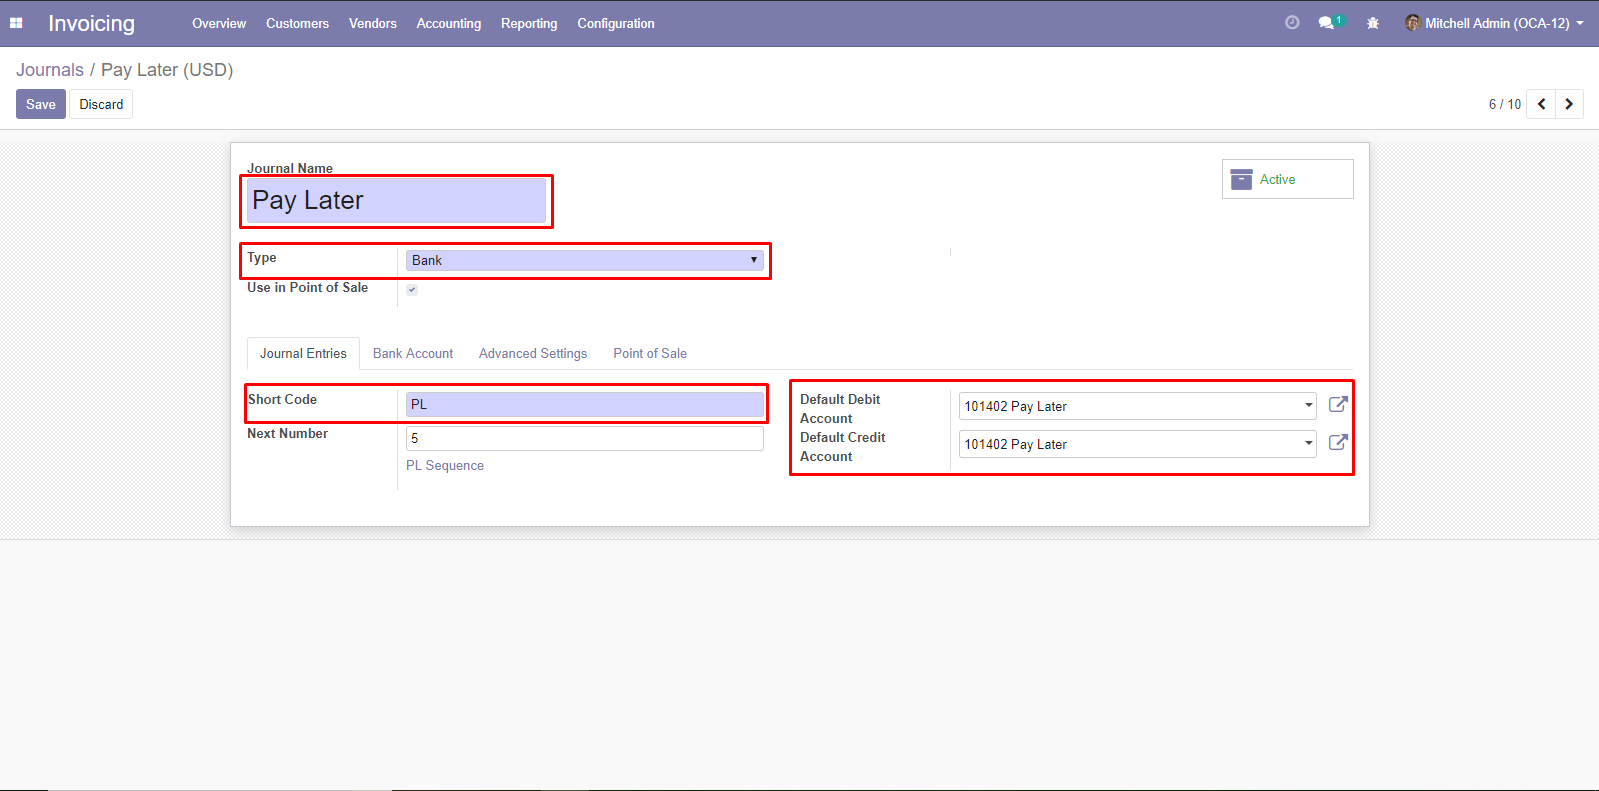 Invoicing Overview Customers Vendors Accounting Reporting Configuration 1 Mitchell Admin (OCA-12)
Journals / Pay Later (USD)
Save Discard 6 / 10
Journal Name
Pay Later
Active
Type Bank
Use in Point of Sale
Journal Entries Bank Account Advanced Settings Point of Sale
Short Code PL
Next Number 5
PL Sequence
Default Debit
Account
101402 Pay Later
Default Credit
Account
101402 Pay Later